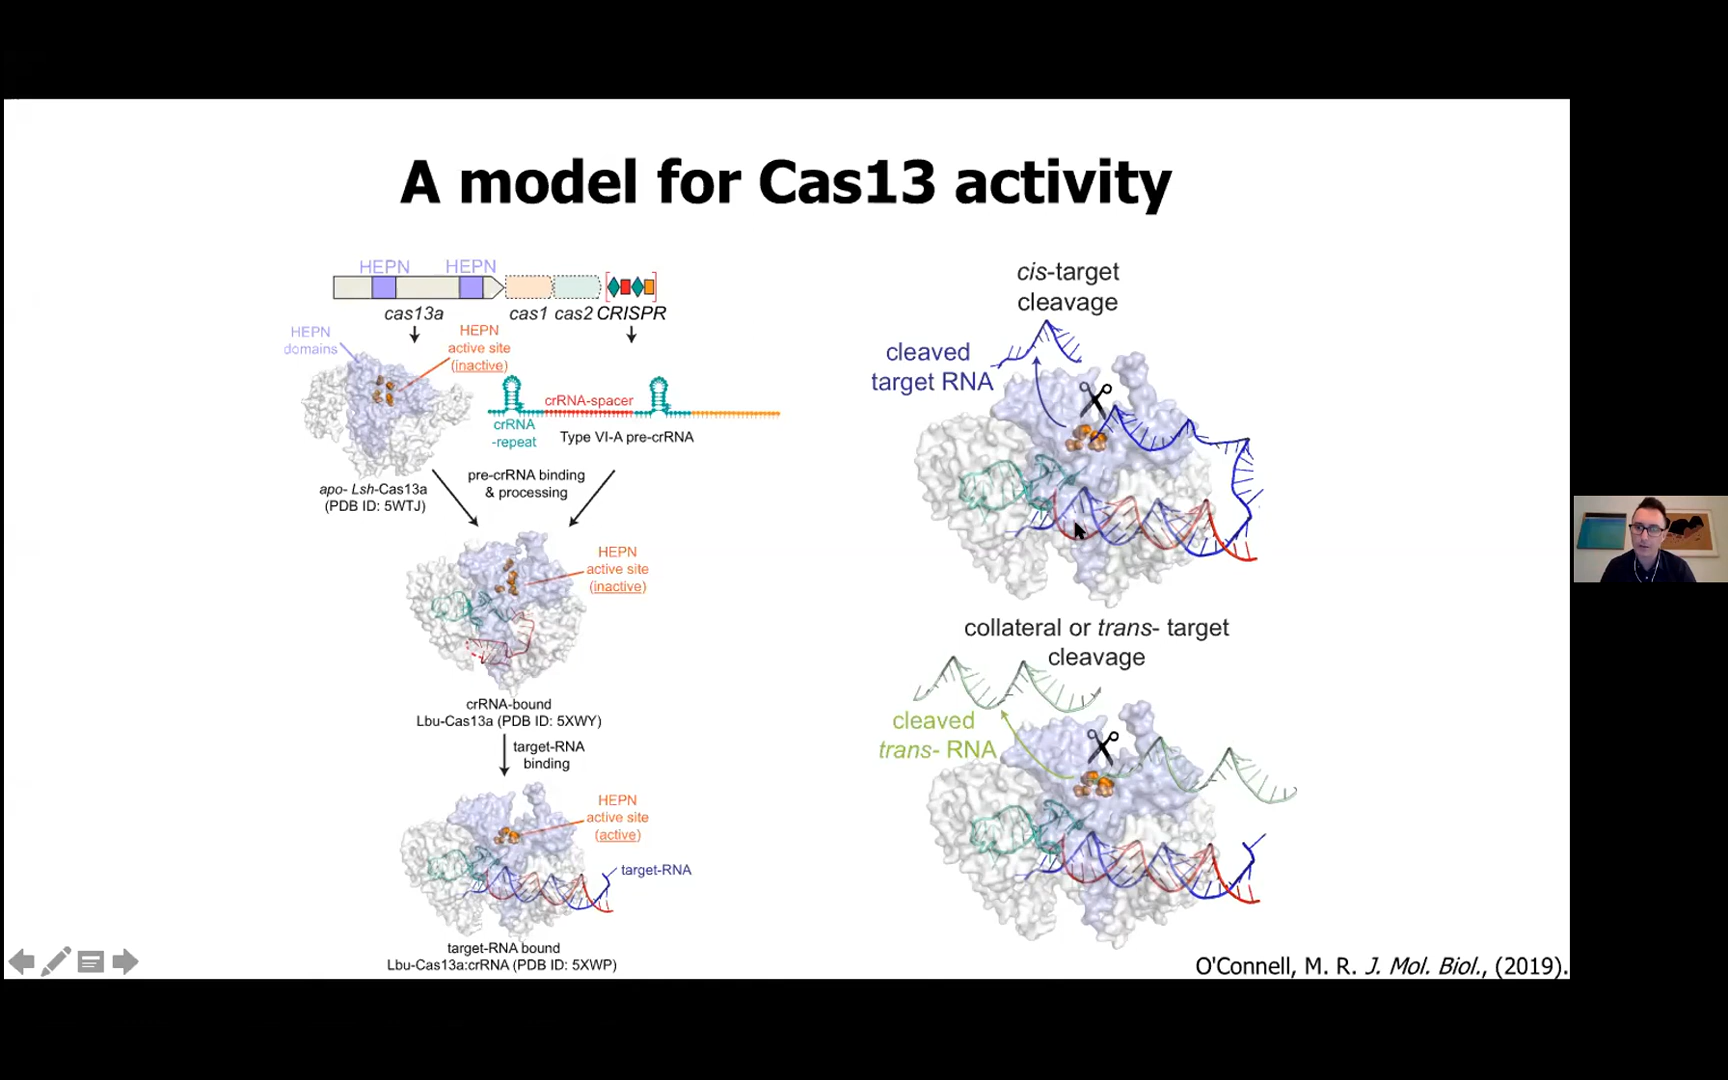 A model for Cas13 activity
HEPN HEPN
cas13a cas1 cas2 CRISPR
HEPN
domains
HEPN
active site
(inactive)
crRNA-spacer
crRNA
-repeat
Type VI-A pre-crRNA
apo- Lsh-Cas13a
(PDB ID: 5WTJ)
pre-crRNA binding
& processing
HEPN
active site
(inactive)
crRNA-bound
Lbu-Cas13a (PDB ID: 5XWY)
target-RNA
binding
HEPN
active site
(active)
target-RNA
target-RNA bound
Lbu-Cas13a:crRNA (PDB ID: 5XWP)
cis-target
cleavage
cleaved
target RNA
collateral or trans- target
cleavage
cleaved
trans- RNA
O'Connell, M. R. J. Mol. Biol., (2019).